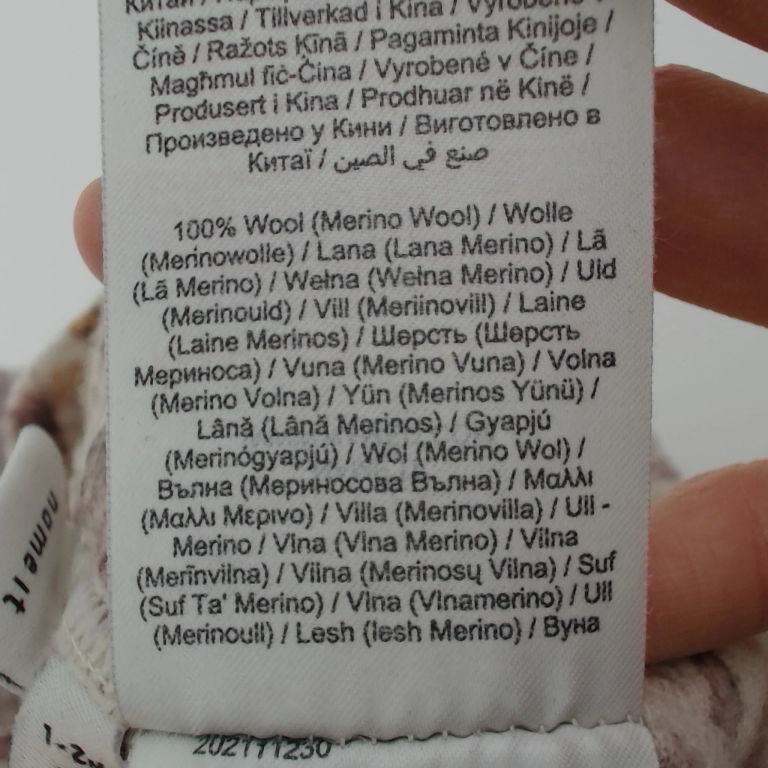 Kiinassa / Tillverkad i Kina /
Číně / Ražots Ķīnā / Pagaminta Kinijoje /
Magħmul fiċ-Ċina / Vyrobené v Číne /
Produsert i Kina / Prodhuar në Kinë /
Произведено у Кини / Виготовлено в
Китаї / صنع في الصين
100% Wool (Merino Wool) / Wolle
(Merinowolle) / Lana (Lana Merino) / Lã
(Lã Merino) / Wełna (Wełna Merino) / Uld
(Merinould) / Vill (Meriinovill) / Laine
(Laine Merinos) / Шерсть (Шерсть
Мериноса) / Vuna (Merino Vuna) / Volna
(Merino Volna) / Yün (Merinos Yünü) /
Lână (Lână Merinos) / Gyapjú
(Merinógyapjú) / Wol (Merino Wol) /
Вълна (Мериносова Вълна) / Μαλλι
(Μαλλι Μερινο) / Villa (Merinovilla) / Ull -
Merino / Vlna (Vlna Merino) / Vilna
(Merīnvilna) / Vilna (Merinosų Vilna) / Suf
(Suf Ta' Merino) / Vlna (Vlnamerino) / Ull
(Merinoull) / Lesh (lesh Merino) / Вуна
name it
1-2